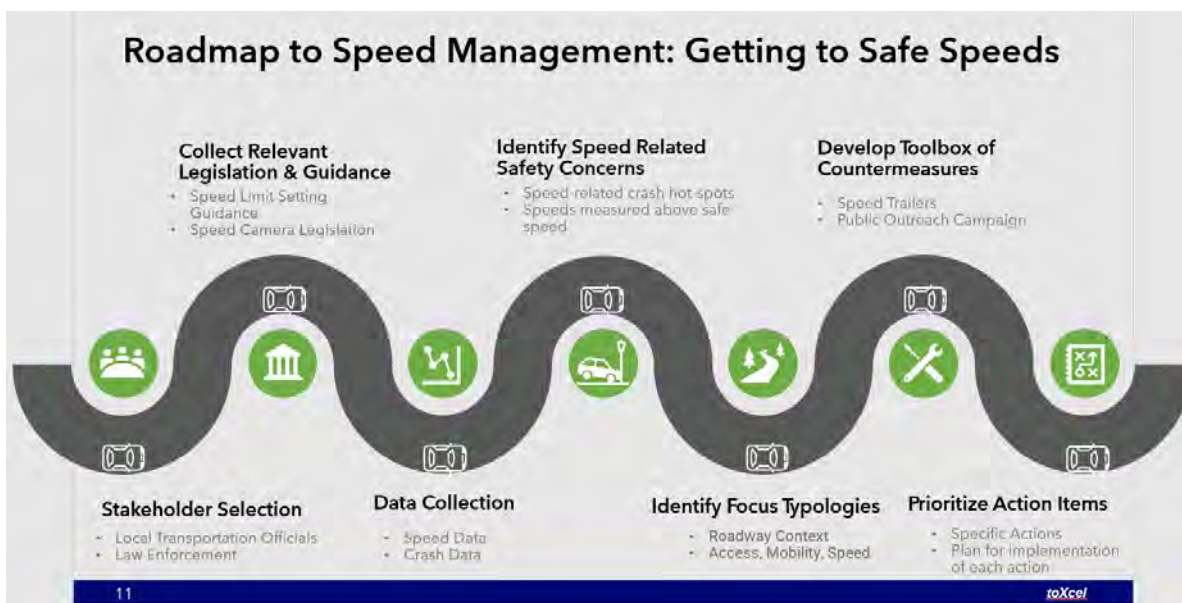 Roadmap to Speed Management: Getting to Safe Speeds
Collect Relevant
Legislation & Guidance
• Speed Limit Setting
Guidance
• Speed Camera Legislation
Identify Speed Related
Safety Concerns
• Speed-related crash hot spots
• Speeds measured above safe
speed
Develop Toolbox of
Countermeasures
• Speed Trailers
• Public Outreach Campaign
Stakeholder Selection
• Local Transportation Officials
• Law Enforcement
Data Collection
• Speed Data
• Crash Data
Identify Focus Typologies
• Roadway Context
• Access, Mobility, Speed
Prioritize Action Items
• Specific Actions
• Plan for implementation
of each action
11
toXcel